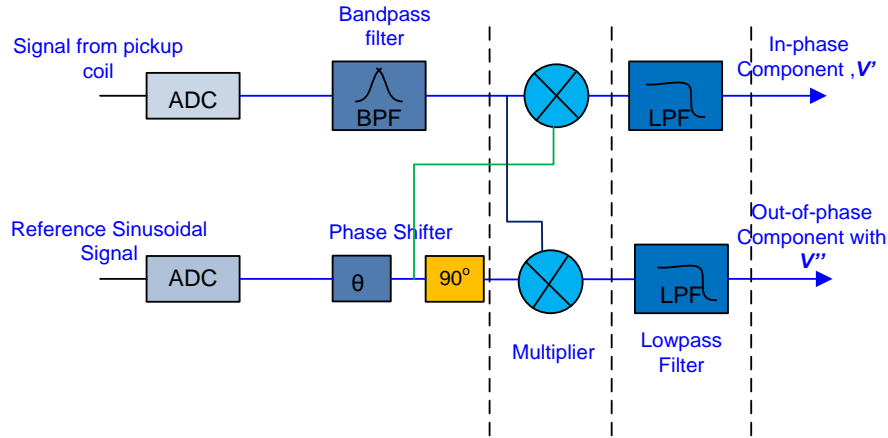 Signal from pickup
coil
ADC
Bandpass
filter
BPF
LPF
In-phase
Component ,V'
Reference Sinusoidal
Signal
ADC
Phase Shifter
θ
90°
Multiplier
LPF
Lowpass
Filter
Out-of-phase
Component with
V''